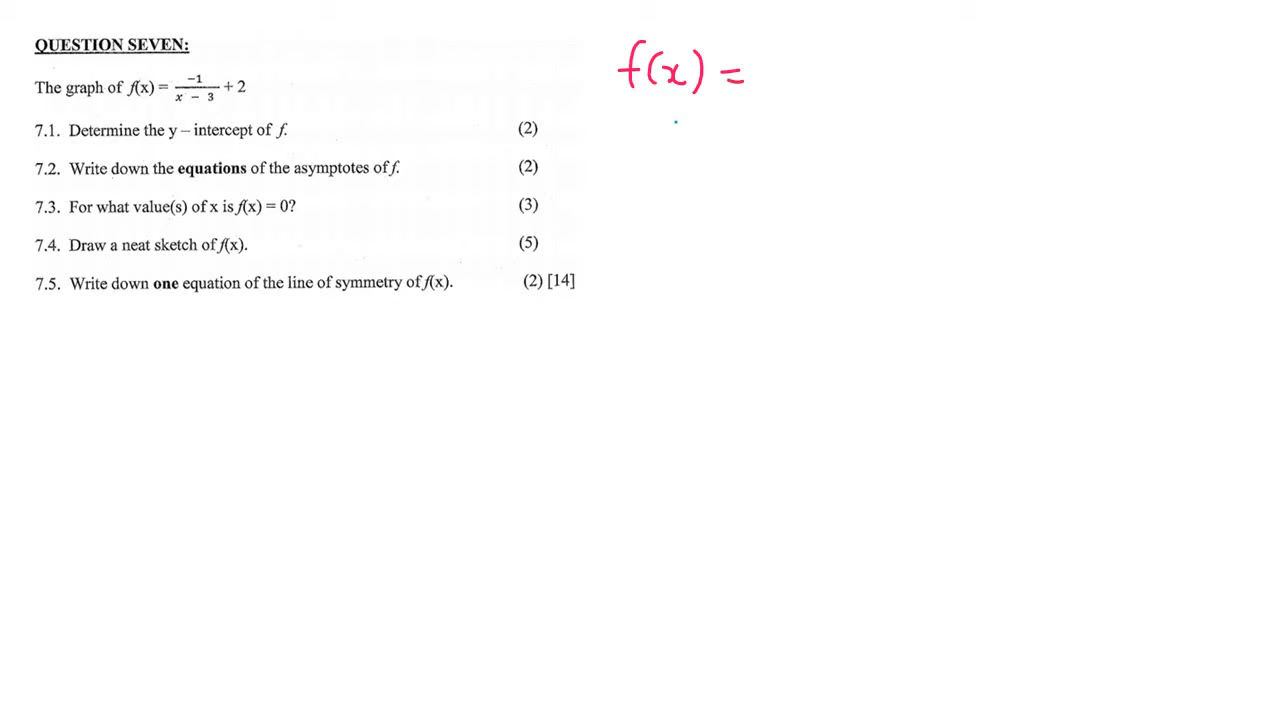 QUESTION SEVEN:
The graph of f(x) = -1/(x - 3) + 2
7.1. Determine the y – intercept of f. (2)
7.2. Write down the equations of the asymptotes of f. (2)
7.3. For what value(s) of x is f(x) = 0? (3)
7.4. Draw a neat sketch of f(x). (5)
7.5. Write down one equation of the line of symmetry of f(x). (2) [14]
f(x) =